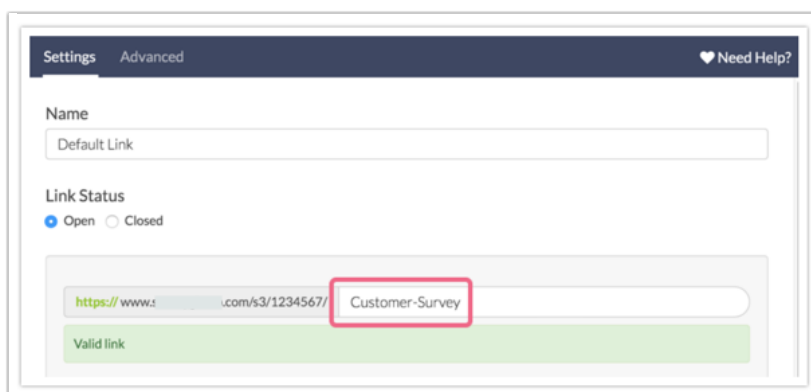 Settings Advanced Need Help?
Name
Default Link
Link Status
Open Closed
https:// www.s .com/s3/1234567/ Customer-Survey
Valid link